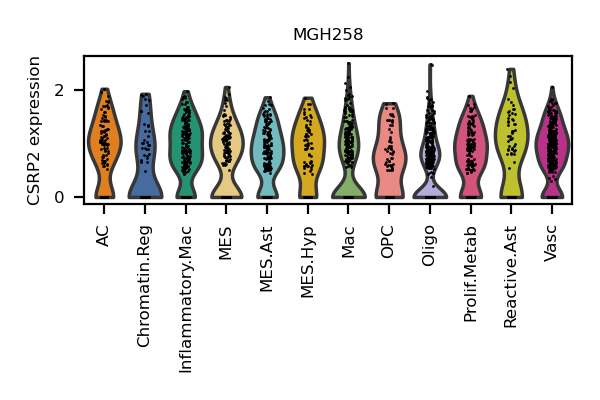 MGH258
CSRP2 expression
2
0
AC
Chromatin.Reg
Inflammatory.Mac
MES
MES.Ast
MES.Hyp
Mac
OPC
Oligo
Prolif.Metab
Reactive.Ast
Vasc